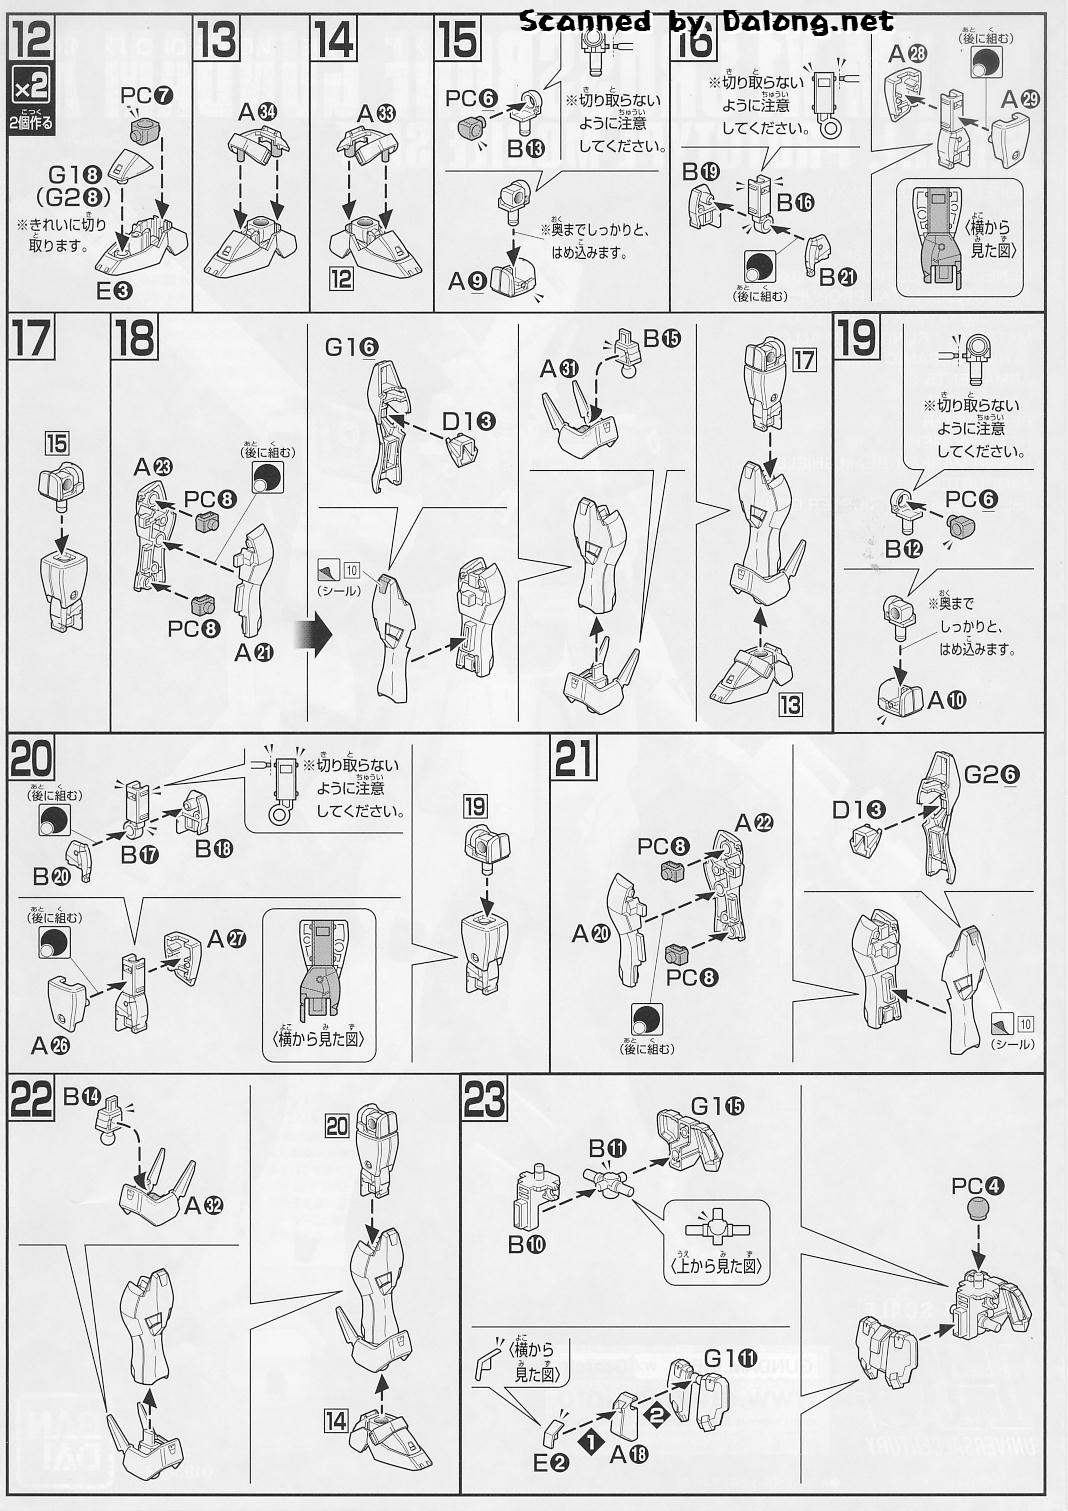 Scanned by Dalong.net
12
×2
こつく
2個作る
PC7
G18
(G28)
※きれいに切り
取ります。
E3
13
A34
14
A33
12
15
PC6
B13
※切り取らない
ように注意
してください。
※奥までしっかりと、
はめ込みます。
A9
16
※切り取らない
ように注意
してください。
B19
B16
(後に組む)
B21
A28
(後に組む)
A29
〈横から
見た図〉
17
15
18
A23
PC8
(後に組む)
PC8
A21
G16
D13
10
(シール)
A31
B15
17
13
19
※切り取らない
ように注意
してください。
PC6
B12
※奥まで
しっかりと、
はめ込みます。
A10
20
(後に組む)
B20
B17
B18
※切り取らない
ように注意
してください。
(後に組む)
A27
A26
〈横から見た図〉
19
21
A22
PC8
A20
PC8
(後に組む)
D13
G26
10
(シール)
22
B14
A32
20
14
23
G115
B11
B10
〈上から見た図〉
PC4
〈横から
見た図〉
G111
E2
1
A18
2